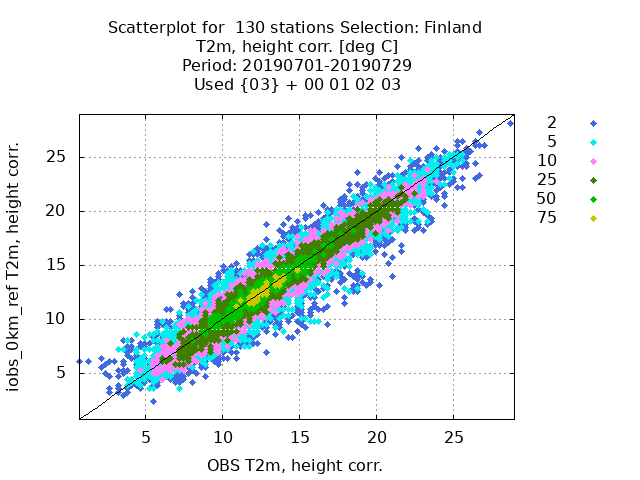 Scatterplot for  130 stations Selection: Finland
T2m, height corr. [deg C]
Period: 20190701-20190729
Used {03} + 00 01 02 03
iobs_0km_ref T2m, height corr.
25
20
15
10
5
5 10 15 20 25
OBS T2m, height corr.
2
5
10
25
50
75